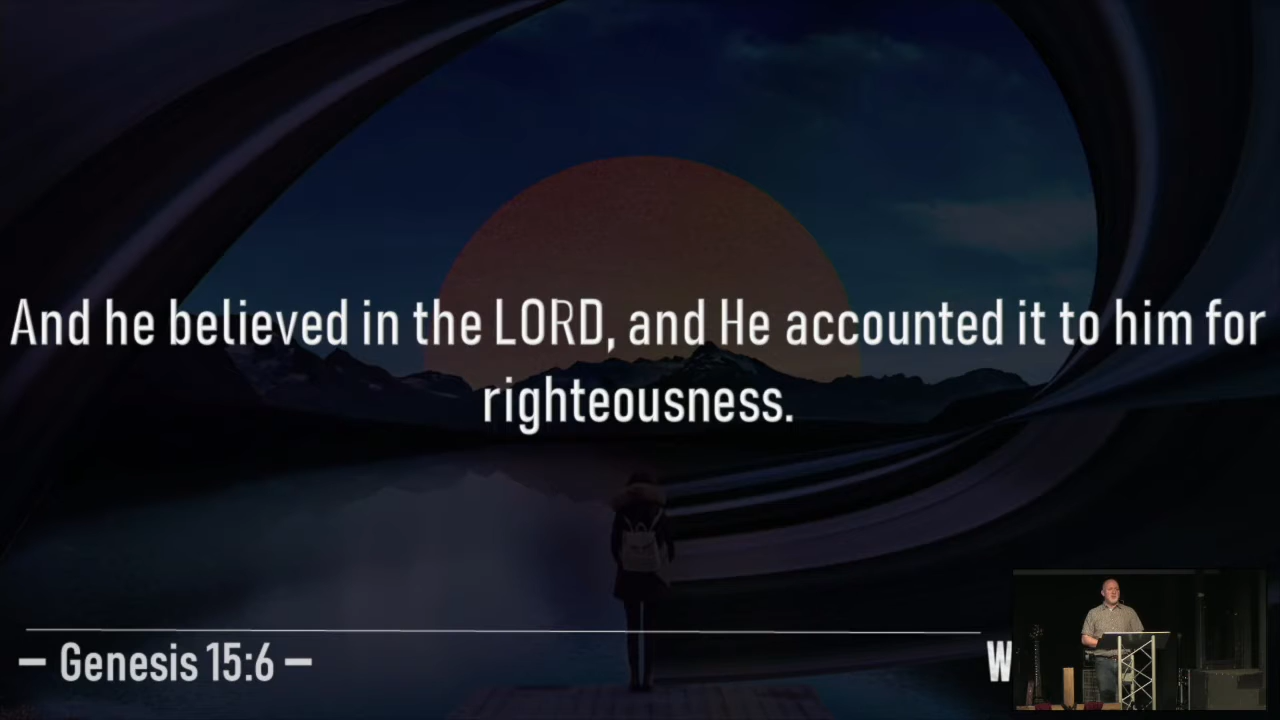 And he believed in the LORD, and He accounted it to him for
righteousness.
– Genesis 15:6 –
W